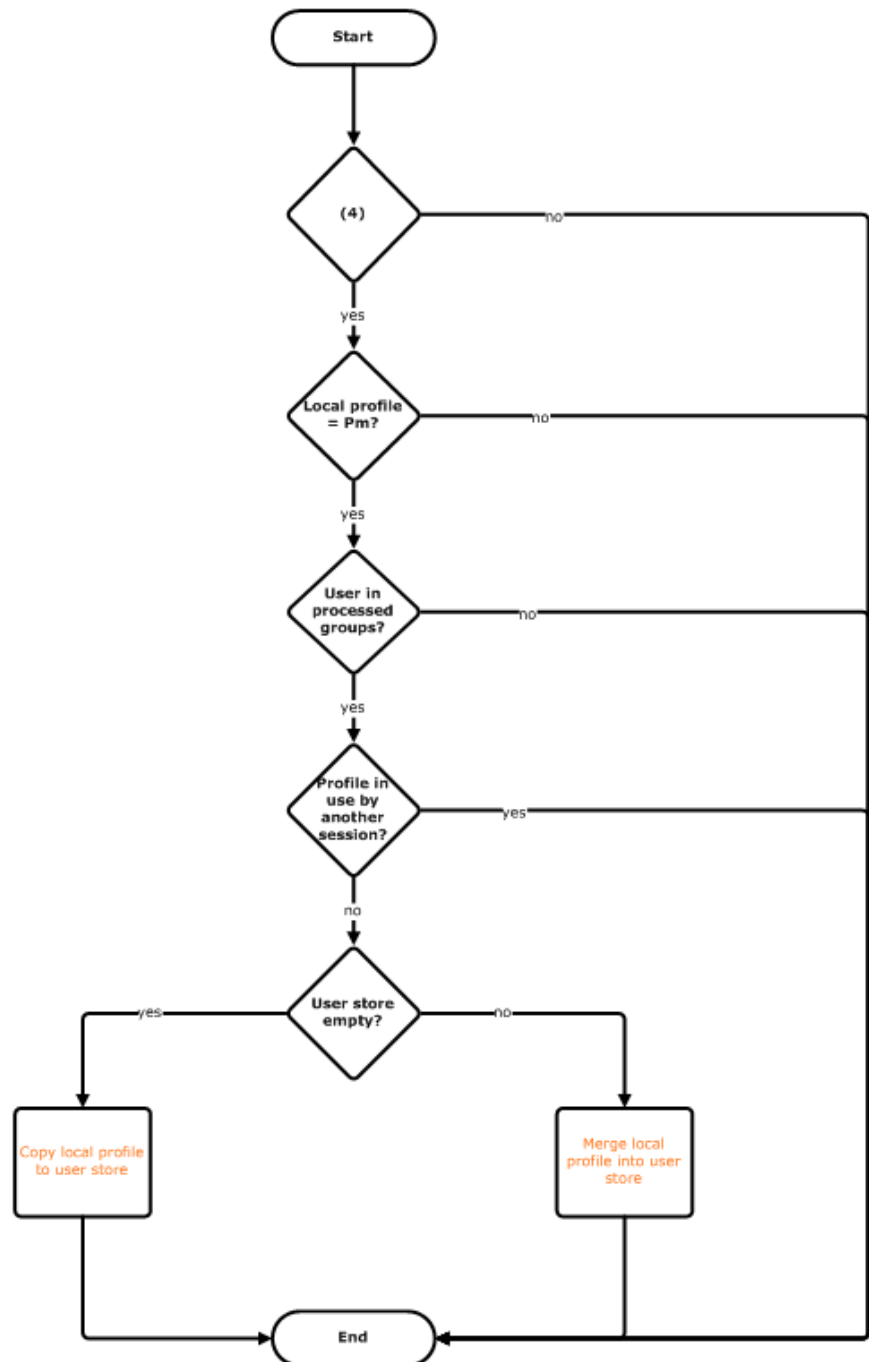 Start
(4)
no
yes
Local profile
= Pm?
no
yes
User in
processed
groups?
no
yes
Profile in
use by
another
session?
yes
no
User store
empty?
yes
no
Copy local profile
to user store
Merge local
profile into user
store
End